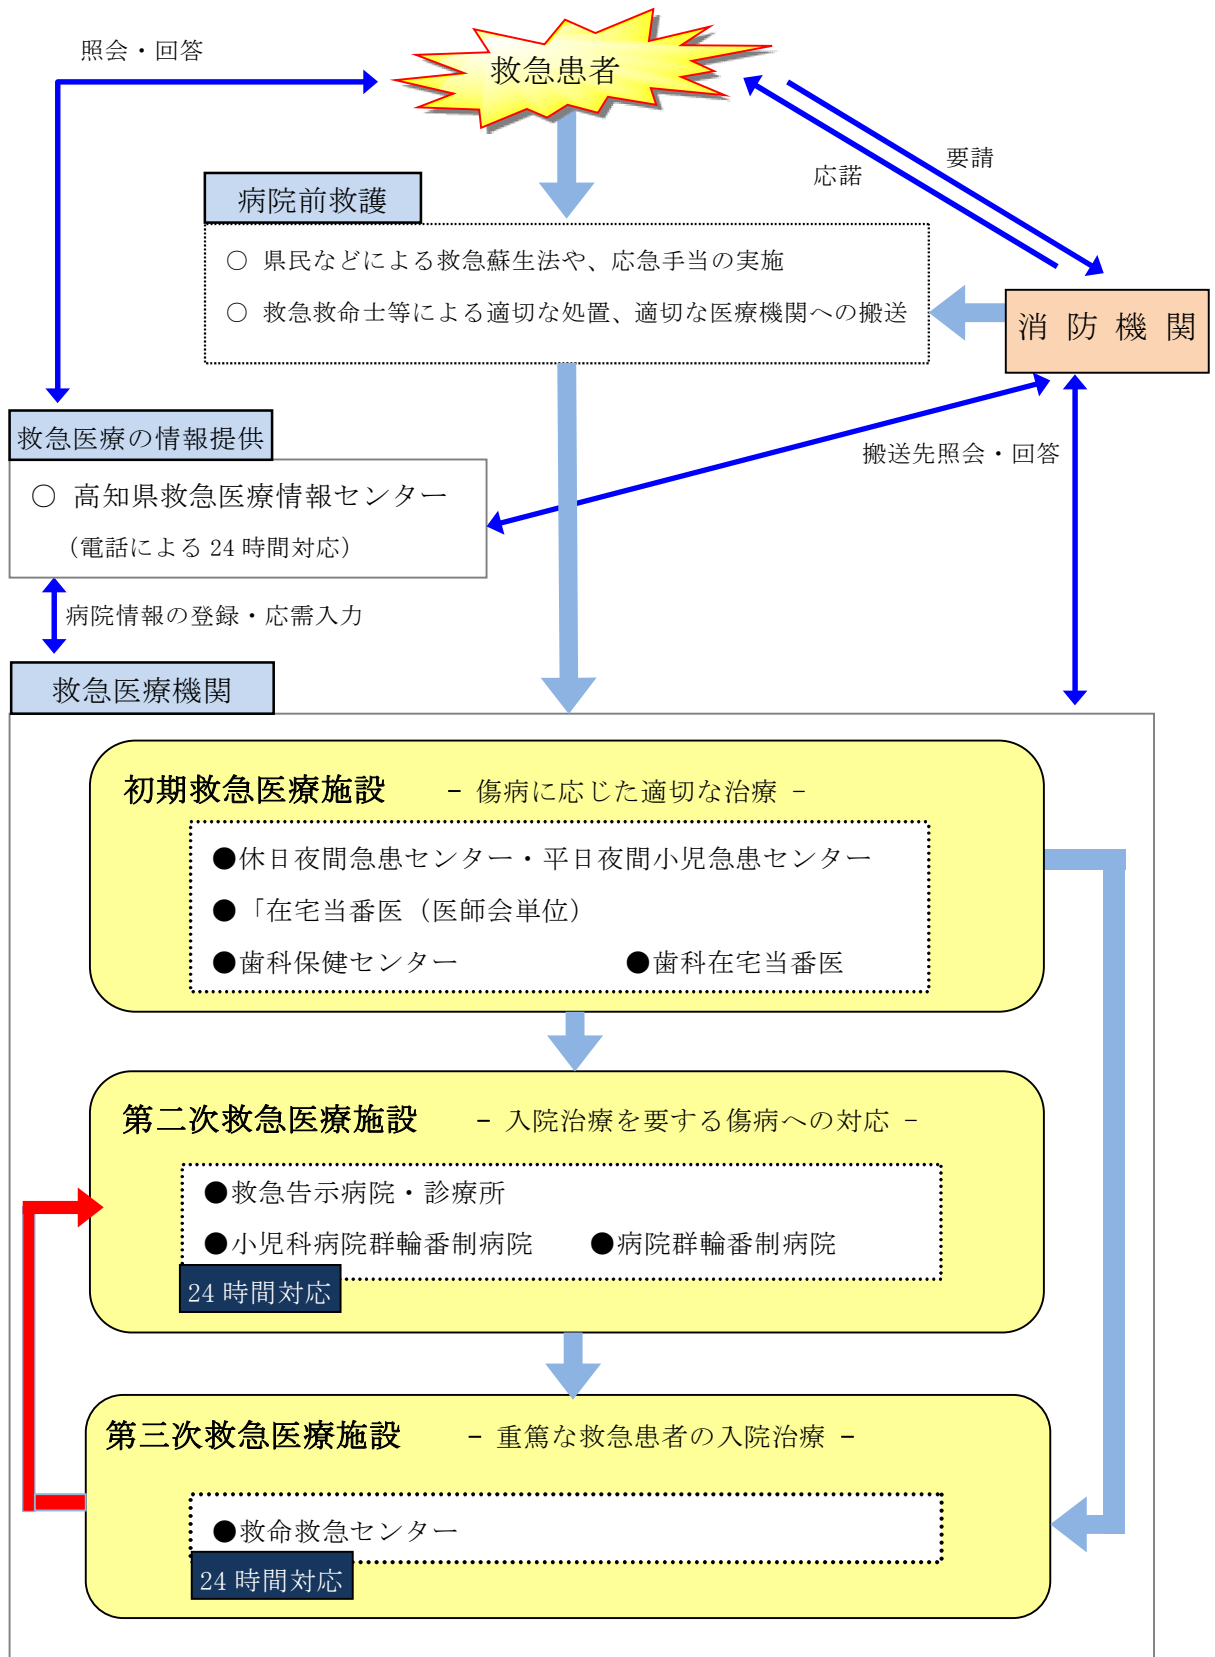 照会・回答
救急患者
応諾
要請
病院前救護
○ 県民などによる救急蘇生法や、応急手当の実施
○ 救急救命士等による適切な処置、適切な医療機関への搬送
消防機関
救急医療の情報提供
○ 高知県救急医療情報センター
（電話による 24 時間対応）
搬送先照会・回答
病院情報の登録・応需入力
救急医療機関
初期救急医療施設 － 傷病に応じた適切な治療 －
●休日夜間急患センター・平日夜間小児急患センター
●「在宅当番医（医師会単位）
●歯科保健センター ●歯科在宅当番医
第二次救急医療施設 － 入院治療を要する傷病への対応 －
●救急告示病院・診療所
●小児科病院群輪番制病院 ●病院群輪番制病院
24 時間対応
第三次救急医療施設 － 重篤な救急患者の入院治療 －
●救命救急センター
24 時間対応